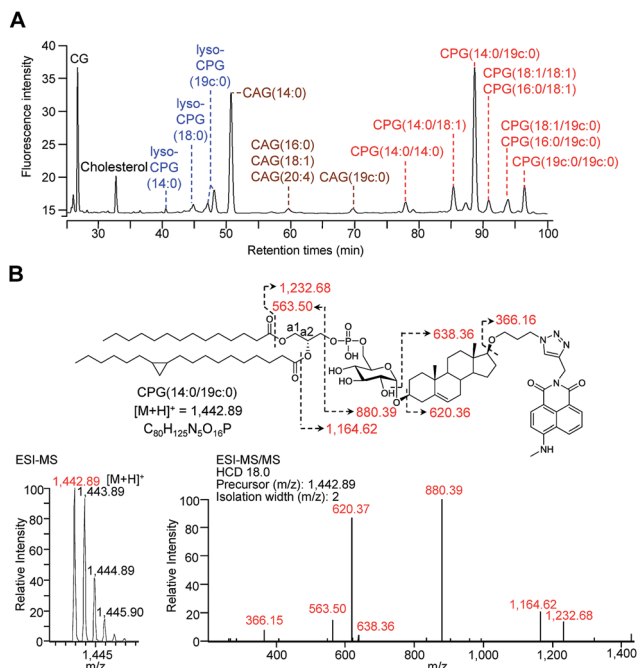 A
Fluorescence intensity
40
35
30
25
20
15
CG
Cholesterol
lyso-
CPG
(14:0)
lyso-
CPG
(18:0)
lyso-
CPG
(19c:0)
CAG(14:0)
CAG(16:0)
CAG(18:1)
CAG(20:4)
CAG(19c:0)
CPG(14:0/14:0)
CPG(14:0/18:1)
CPG(14:0/19c:0)
CPG(18:1/18:1)
CPG(16:0/18:1)
CPG(18:1/19c:0)
CPG(16:0/19c:0)
CPG(19c:0/19c:0)
30 40 50 60 70 80 90 100
Retention times (min)
B
1,232.68
563.50
366.16
638.36
a1 a2
O
O
O
O
O
P
O
OH
O
HO
HO
OH
O
O
N
N
N
O
N
O
NH
880.39
620.36
1,164.62
CPG(14:0/19c:0)
[M+H]+ = 1,442.89
C80H125N5O16P
ESI-MS
1,442.89 [M+H]+
1,443.89
1,444.89
1,445.90
Relative Intensity
100
80
60
40
20
0
1,445
m/z
ESI-MS/MS
HCD 18.0
Precursor (m/z): 1,442.89
Isolation width (m/z): 2
Relative Intensity
100
80
60
40
20
0
366.15
563.50
620.37
638.36
880.39
1,164.62
1,232.68
400 600 800 1,000 1,200 1,400
m/z